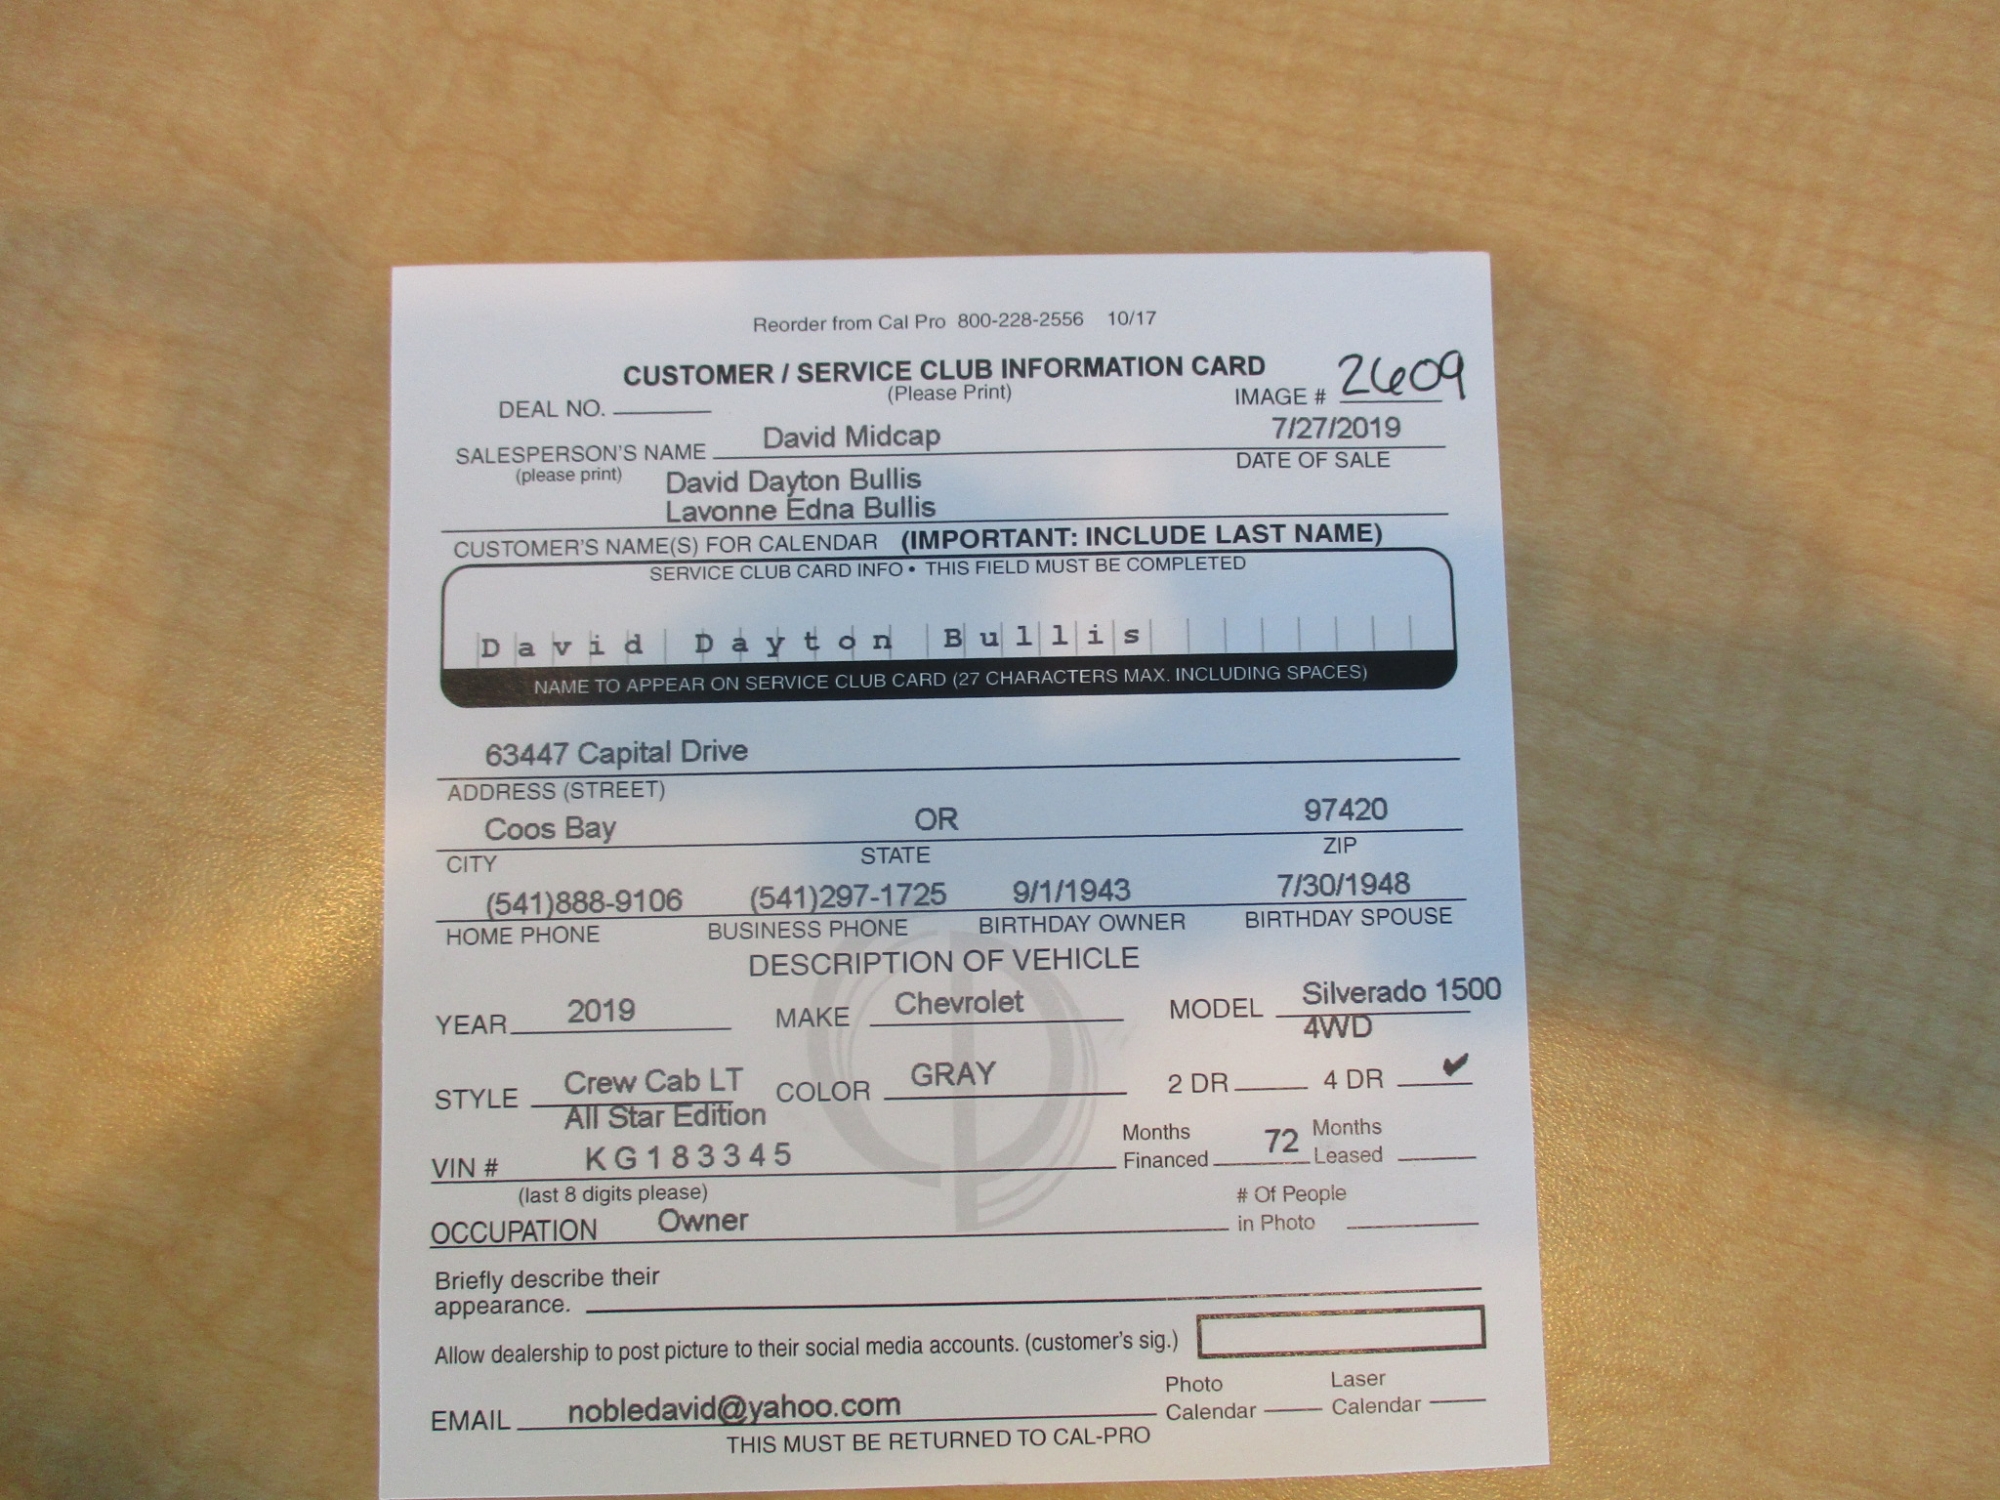 Reorder from Cal Pro 800-228-2556 10/17
CUSTOMER / SERVICE CLUB INFORMATION CARD
(Please Print)
DEAL NO. IMAGE # 2609
SALESPERSON'S NAME David Midcap 7/27/2019
(please print) DATE OF SALE
David Dayton Bullis
Lavonne Edna Bullis
CUSTOMER'S NAME(S) FOR CALENDAR (IMPORTANT: INCLUDE LAST NAME)
SERVICE CLUB CARD INFO • THIS FIELD MUST BE COMPLETED
David Dayton Bullis
NAME TO APPEAR ON SERVICE CLUB CARD (27 CHARACTERS MAX. INCLUDING SPACES)
63447 Capital Drive
ADDRESS (STREET)
Coos Bay OR 97420
CITY STATE ZIP
(541)888-9106 (541)297-1725 9/1/1943 7/30/1948
HOME PHONE BUSINESS PHONE BIRTHDAY OWNER BIRTHDAY SPOUSE
DESCRIPTION OF VEHICLE
YEAR 2019 MAKE Chevrolet MODEL Silverado 1500
4WD
STYLE Crew Cab LT COLOR GRAY 2 DR 4 DR ✔
All Star Edition
VIN # KG183345 Months Financed 72 Months Leased
(last 8 digits please)
OCCUPATION Owner # Of People in Photo
Briefly describe their
appearance.
Allow dealership to post picture to their social media accounts. (customer's sig.)
EMAIL nobledavid@yahoo.com Photo Calendar Laser Calendar
THIS MUST BE RETURNED TO CAL-PRO